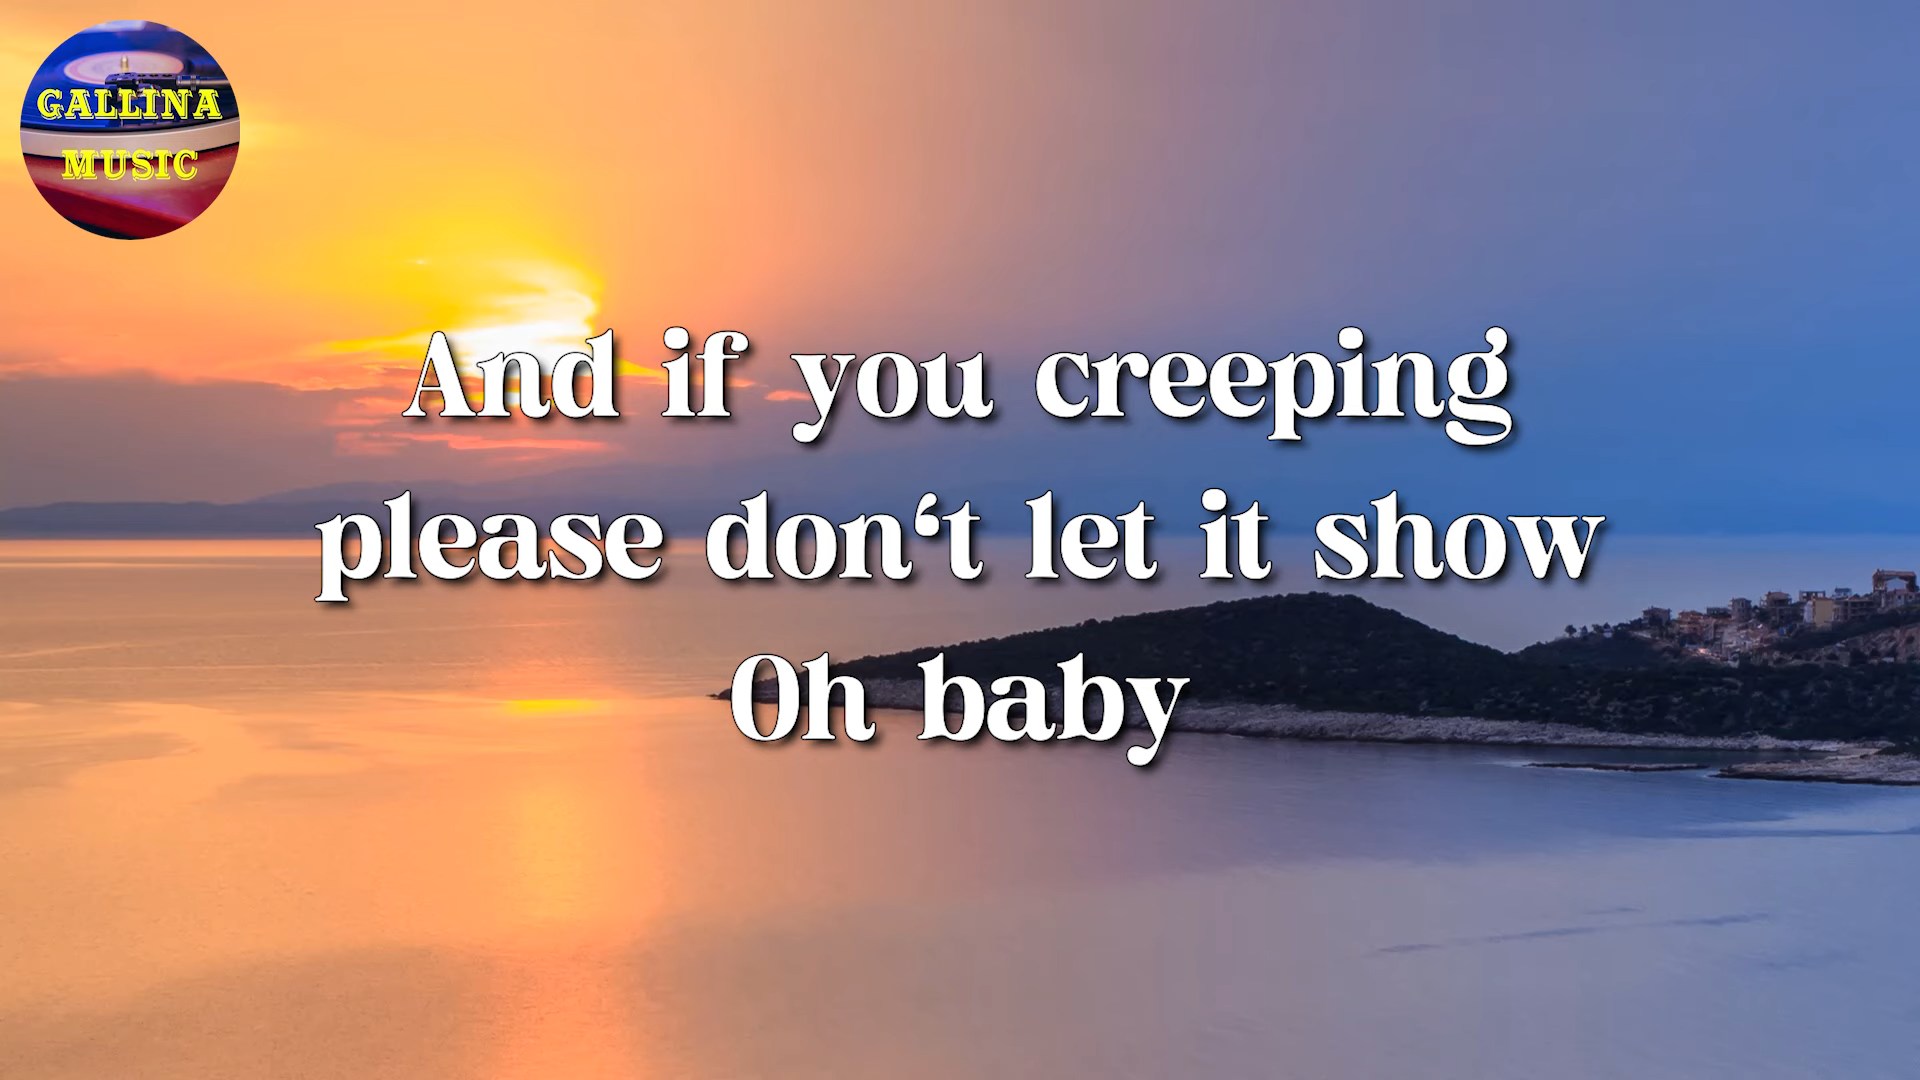 GALLINA
MUSIC
And if you creeping
please don‘t let it show
Oh baby